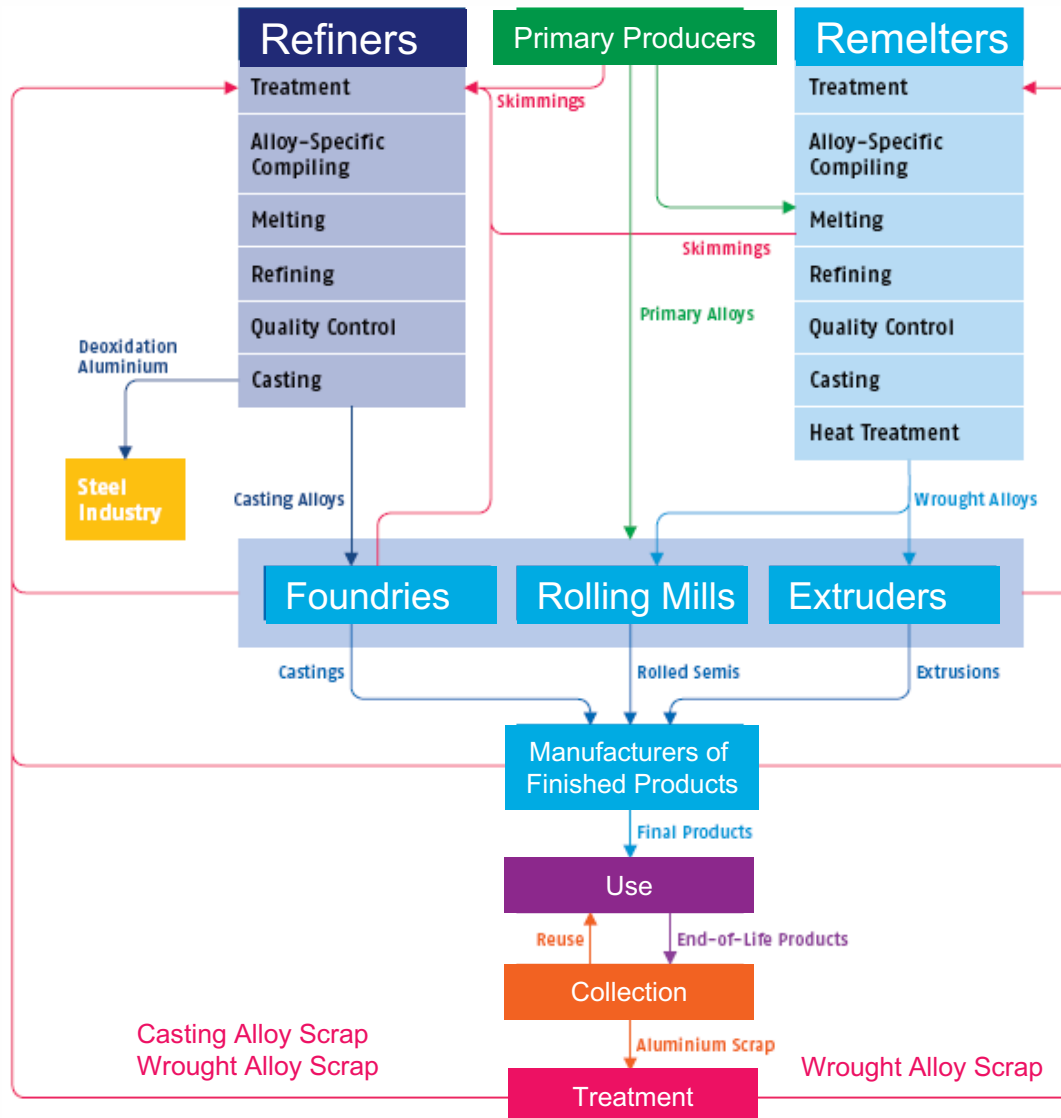 Refiners
Primary Producers
Remelters
Treatment
Skimmings
Treatment
Alloy-Specific
Compiling
Alloy-Specific
Compiling
Melting
Skimmings
Melting
Refining
Refining
Primary Alloys
Quality Control
Quality Control
Deoxidation
Aluminium
Casting
Casting
Heat Treatment
Steel
Industry
Casting Alloys
Wrought Alloys
Foundries
Rolling Mills
Extruders
Castings
Rolled Semis
Extrusions
Manufacturers of
Finished Products
Final Products
Use
Reuse
End-of-Life Products
Collection
Casting Alloy Scrap
Wrought Alloy Scrap
Aluminium Scrap
Wrought Alloy Scrap
Treatment